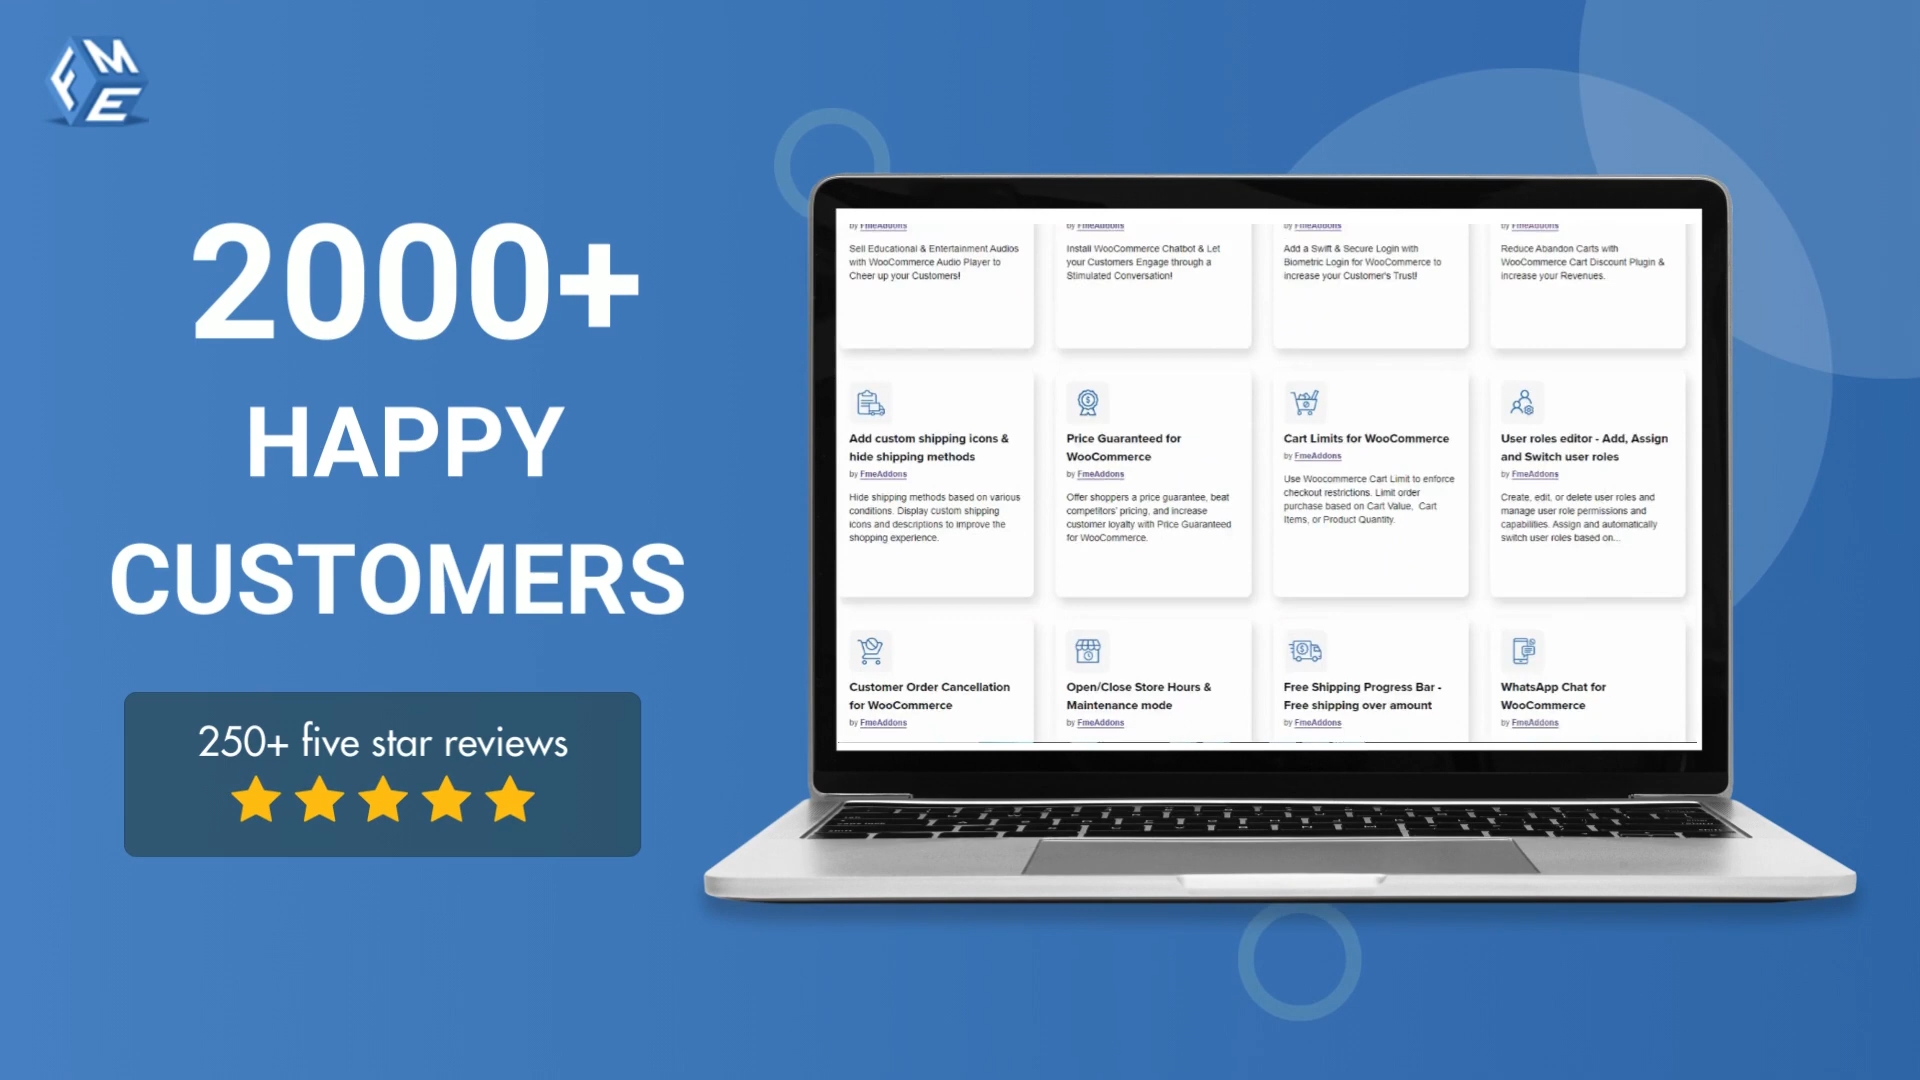 FME
2000+
HAPPY
CUSTOMERS
250+ five star reviews
by FmeAddons
Sell Educational & Entertainment Audios
with WooCommerce Audio Player to
Cheer up your Customers!
by FmeAddons
Install WooCommerce Chatbot & Let
your Customers Engage through a
Stimulated Conversation!
by FmeAddons
Add a Swift & Secure Login with
Biometric Login for WooCommerce to
increase your Customer's Trust!
by FmeAddons
Reduce Abandon Carts with
WooCommerce Cart Discount Plugin &
increase your Revenues.
Add custom shipping icons &
hide shipping methods
by FmeAddons
Hide shipping methods based on various
conditions. Display custom shipping
icons and descriptions to improve the
shopping experience.
Price Guaranteed for
WooCommerce
by FmeAddons
Offer shoppers a price guarantee, beat
competitors' pricing, and increase
customer loyalty with Price Guaranteed
for WooCommerce.
Cart Limits for WooCommerce
by FmeAddons
Use Woocommerce Cart Limit to enforce
checkout restrictions. Limit order
purchase based on Cart Value, Cart
Items, or Product Quantity.
User roles editor - Add, Assign
and Switch user roles
by FmeAddons
Create, edit, or delete user roles and
manage user role permissions and
capabilities. Assign and automatically
switch user roles based on...
Customer Order Cancellation
for WooCommerce
by FmeAddons
Open/Close Store Hours &
Maintenance mode
by FmeAddons
Free Shipping Progress Bar -
Free shipping over amount
by FmeAddons
WhatsApp Chat for
WooCommerce
by FmeAddons